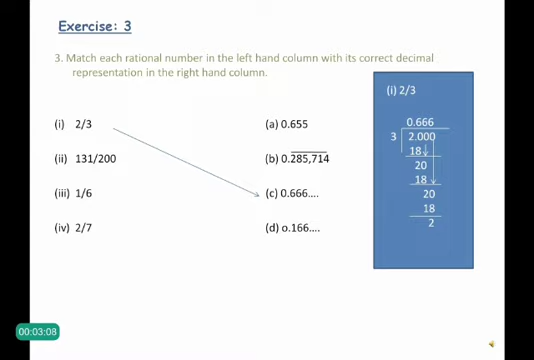 Exercise: 3
3. Match each rational number in the left hand column with its correct decimal
representation in the right hand column.
(i) 2/3
(a) 0.655
(ii) 131/200
(b) 0.285,714
(iii) 1/6
(c) 0.666....
(iv) 2/7
(d) o.166....
(i) 2/3
0.666
3 2.000
18
20
18
20
18
2
00:03:08